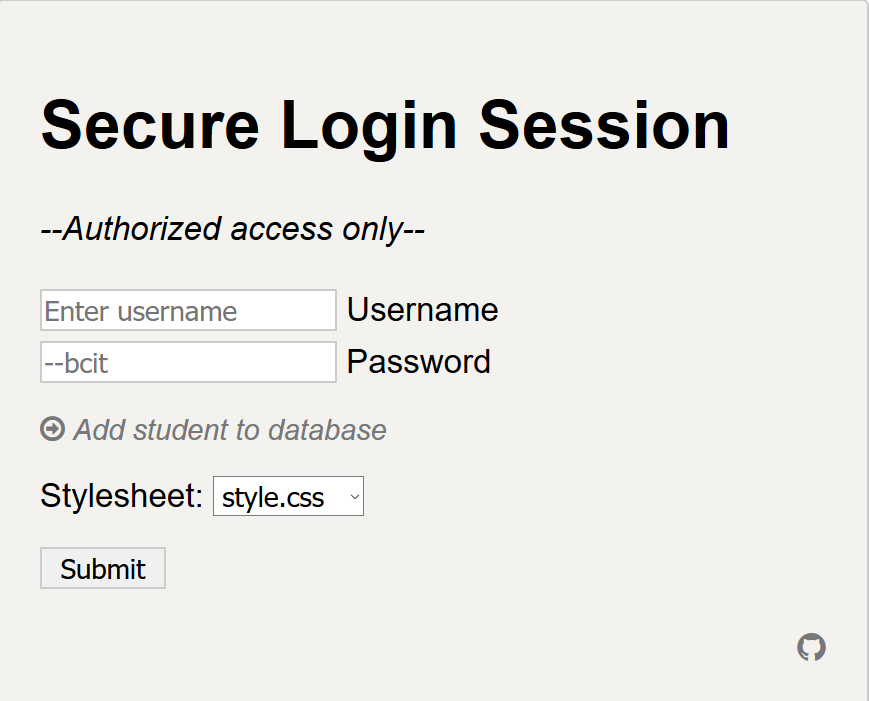 Secure Login Session
--Authorized access only--
Enter username Username
--bcit Password
Add student to database
Stylesheet: style.css
Submit